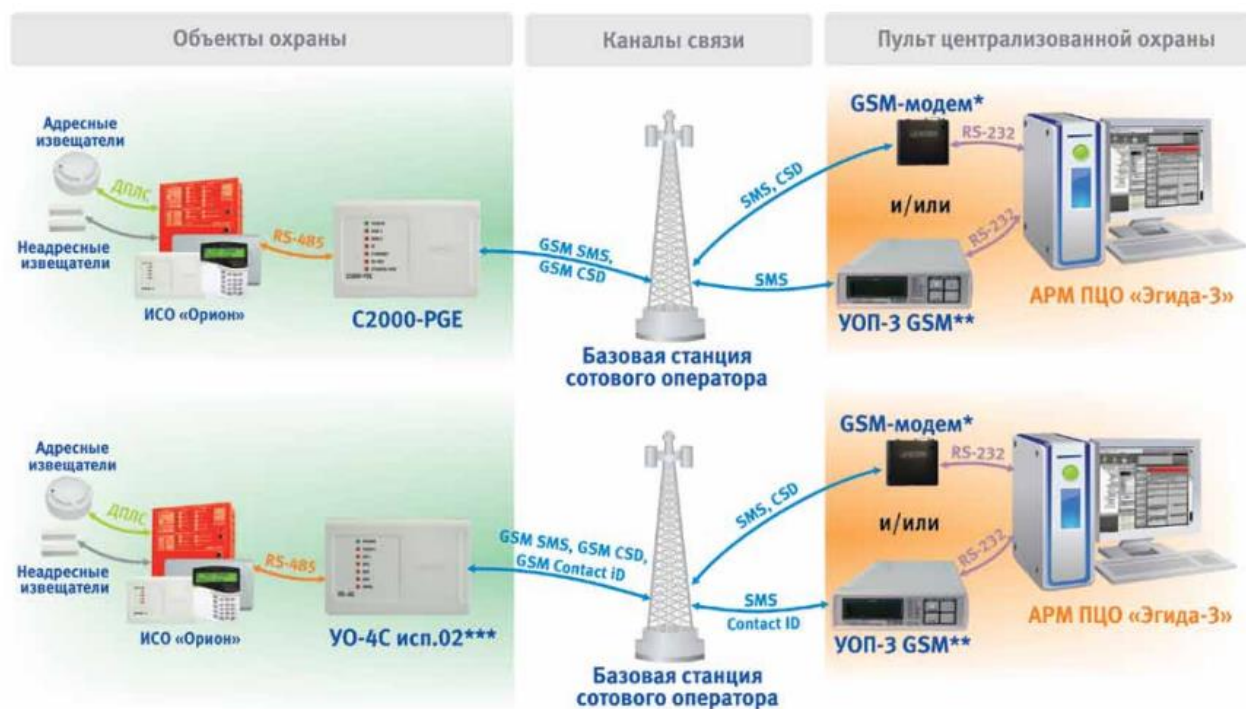 Объекты охраны
Каналы связи
Пульт централизованной охраны
Адресные
извещатели
ДПЛС
Неадресные
извещатели
ИСО «Орион»
RS-485
С2000-PGE
GSM SMS,
GSM CSD
Базовая станция
сотового оператора
SMS, CSD
SMS
GSM-модем*
RS-232
и/или
RS-232
УОП-3 GSM**
АРМ ПЦО «Эгида-3»
Адресные
извещатели
ДПЛС
Неадресные
извещатели
ИСО «Орион»
RS-485
УО-4С исп.02***
GSM SMS, GSM CSD,
GSM Contact iD
Базовая станция
сотового оператора
SMS, CSD
SMS
Contact ID
GSM-модем*
RS-232
и/или
RS-232
УОП-3 GSM**
АРМ ПЦО «Эгида-3»